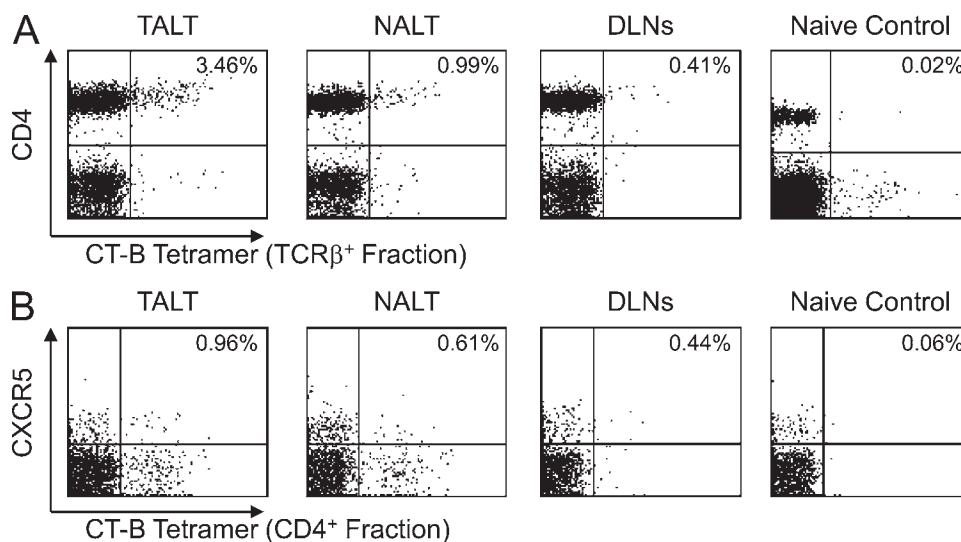 A
TALT
NALT
DLNs
Naive Control
3.46%
0.99%
0.41%
0.02%
CD4
CT-B Tetramer (TCRβ⁺ Fraction)
B
TALT
NALT
DLNs
Naive Control
0.96%
0.61%
0.44%
0.06%
CXCR5
CT-B Tetramer (CD4⁺ Fraction)